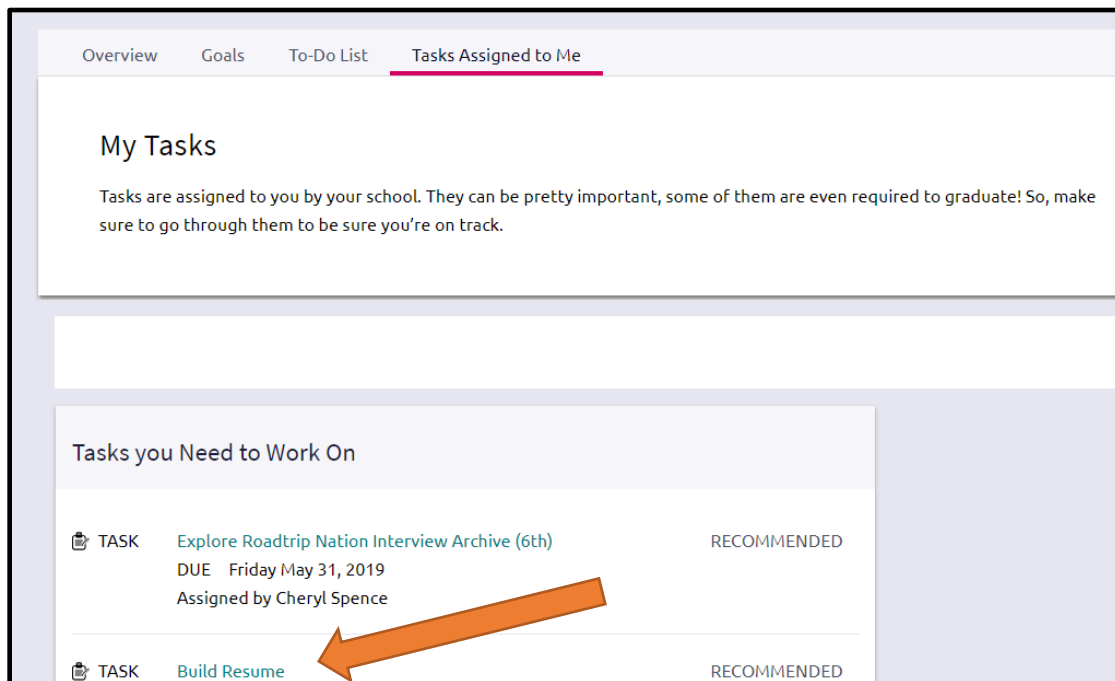 Overview Goals To-Do List Tasks Assigned to Me
My Tasks
Tasks are assigned to you by your school. They can be pretty important, some of them are even required to graduate! So, make
sure to go through them to be sure you’re on track.
Tasks you Need to Work On
TASK Explore Roadtrip Nation Interview Archive (6th) RECOMMENDED
DUE Friday May 31, 2019
Assigned by Cheryl Spence
TASK Build Resume RECOMMENDED